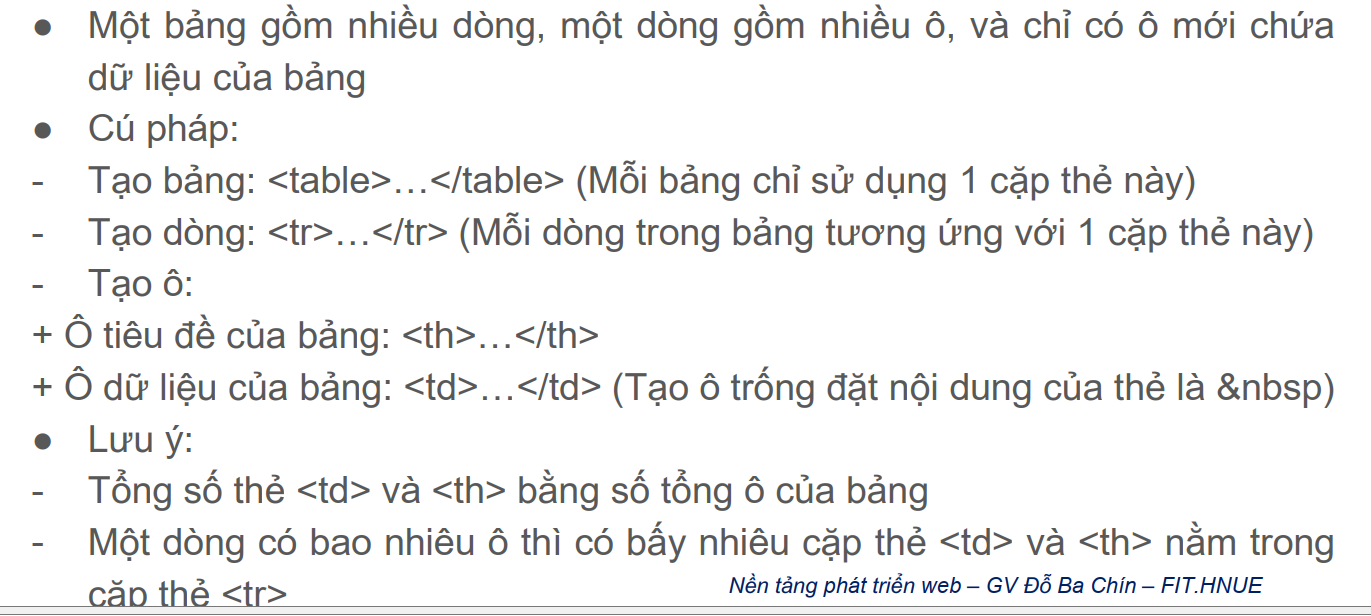 ● Một bảng gồm nhiều dòng, một dòng gồm nhiều ô, và chỉ có ô mới chứa
dữ liệu của bảng
● Cú pháp:
- Tạo bảng: <table>…</table> (Mỗi bảng chỉ sử dụng 1 cặp thẻ này)
- Tạo dòng: <tr>…</tr> (Mỗi dòng trong bảng tương ứng với 1 cặp thẻ này)
- Tạo ô:
+ Ô tiêu đề của bảng: <th>…</th>
+ Ô dữ liệu của bảng: <td>…</td> (Tạo ô trống đặt nội dung của thẻ là &nbsp)
● Lưu ý:
- Tổng số thẻ <td> và <th> bằng số tổng ô của bảng
- Một dòng có bao nhiêu ô thì có bấy nhiêu cặp thẻ <td> và <th> nằm trong
cặp thẻ <tr>
Nền tảng phát triển web – GV Đỗ Ba Chín – FIT.HNUE